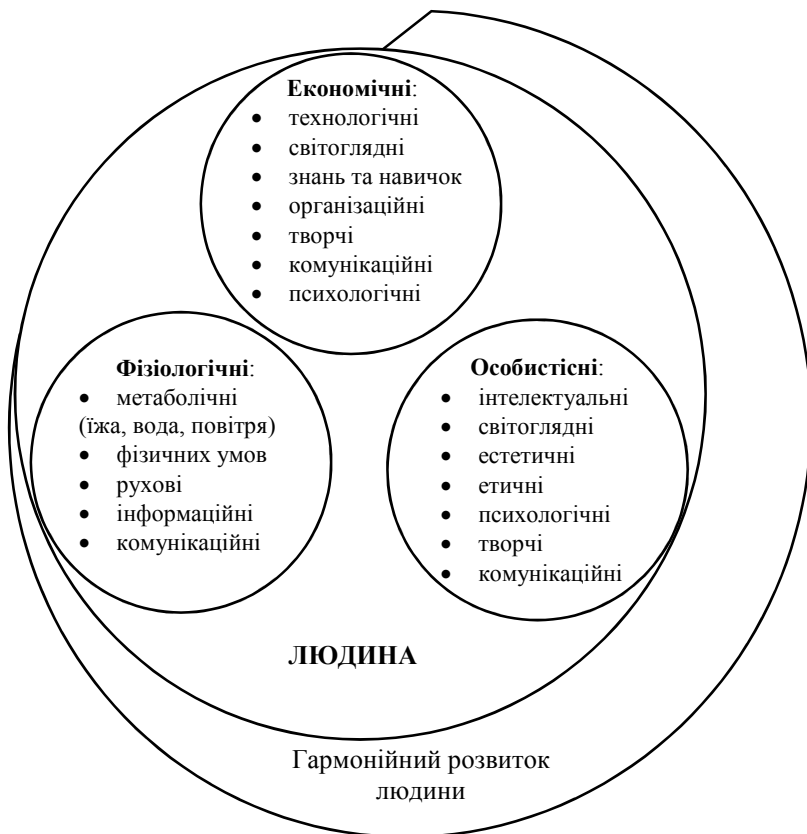 Економічні:
• технологічні
• світоглядні
• знань та навичок
• організаційні
• творчі
• комунікаційні
• психологічні
Фізіологічні:
• метаболічні
(їжа, вода, повітря)
• фізичних умов
• рухові
• інформаційні
• комунікаційні
Особистісні:
• інтелектуальні
• світоглядні
• естетичні
• етичні
• психологічні
• творчі
• комунікаційні
ЛЮДИНА
Гармонійний розвиток
людини